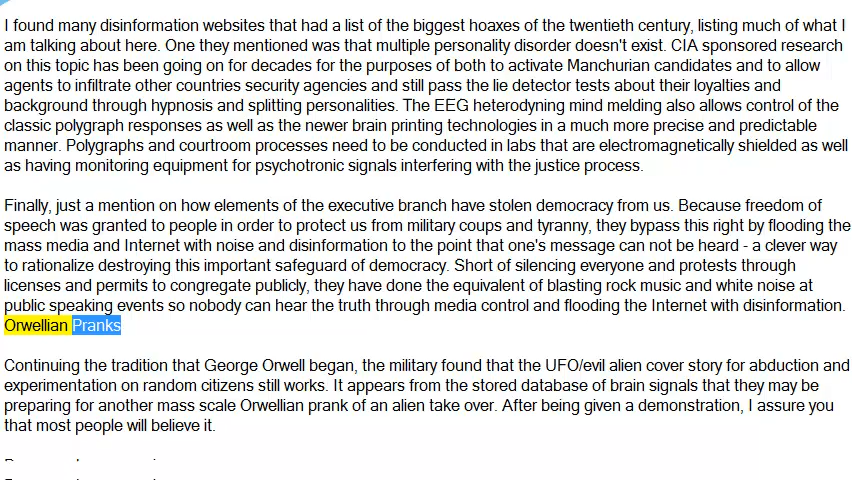 I found many disinformation websites that had a list of the biggest hoaxes of the twentieth century, listing much of what I
am talking about here. One they mentioned was that multiple personality disorder doesn't exist. CIA sponsored research
on this topic has been going on for decades for the purposes of both to activate Manchurian candidates and to allow
agents to infiltrate other countries security agencies and still pass the lie detector tests about their loyalties and
background through hypnosis and splitting personalities. The EEG heterodyning mind melding also allows control of the
classic polygraph responses as well as the newer brain printing technologies in a much more precise and predictable
manner. Polygraphs and courtroom processes need to be conducted in labs that are electromagnetically shielded as well
as having monitoring equipment for psychotronic signals interfering with the justice process.
Finally, just a mention on how elements of the executive branch have stolen democracy from us. Because freedom of
speech was granted to people in order to protect us from military coups and tyranny, they bypass this right by flooding the
mass media and Internet with noise and disinformation to the point that one's message can not be heard - a clever way
to rationalize destroying this important safeguard of democracy. Short of silencing everyone and protests through
licenses and permits to congregate publicly, they have done the equivalent of blasting rock music and white noise at
public speaking events so nobody can hear the truth through media control and flooding the Internet with disinformation.
Orwellian Pranks
Continuing the tradition that George Orwell began, the military found that the UFO/evil alien cover story for abduction and
experimentation on random citizens still works. It appears from the stored database of brain signals that they may be
preparing for another mass scale Orwellian prank of an alien take over. After being given a demonstration, I assure you
that most people will believe it.